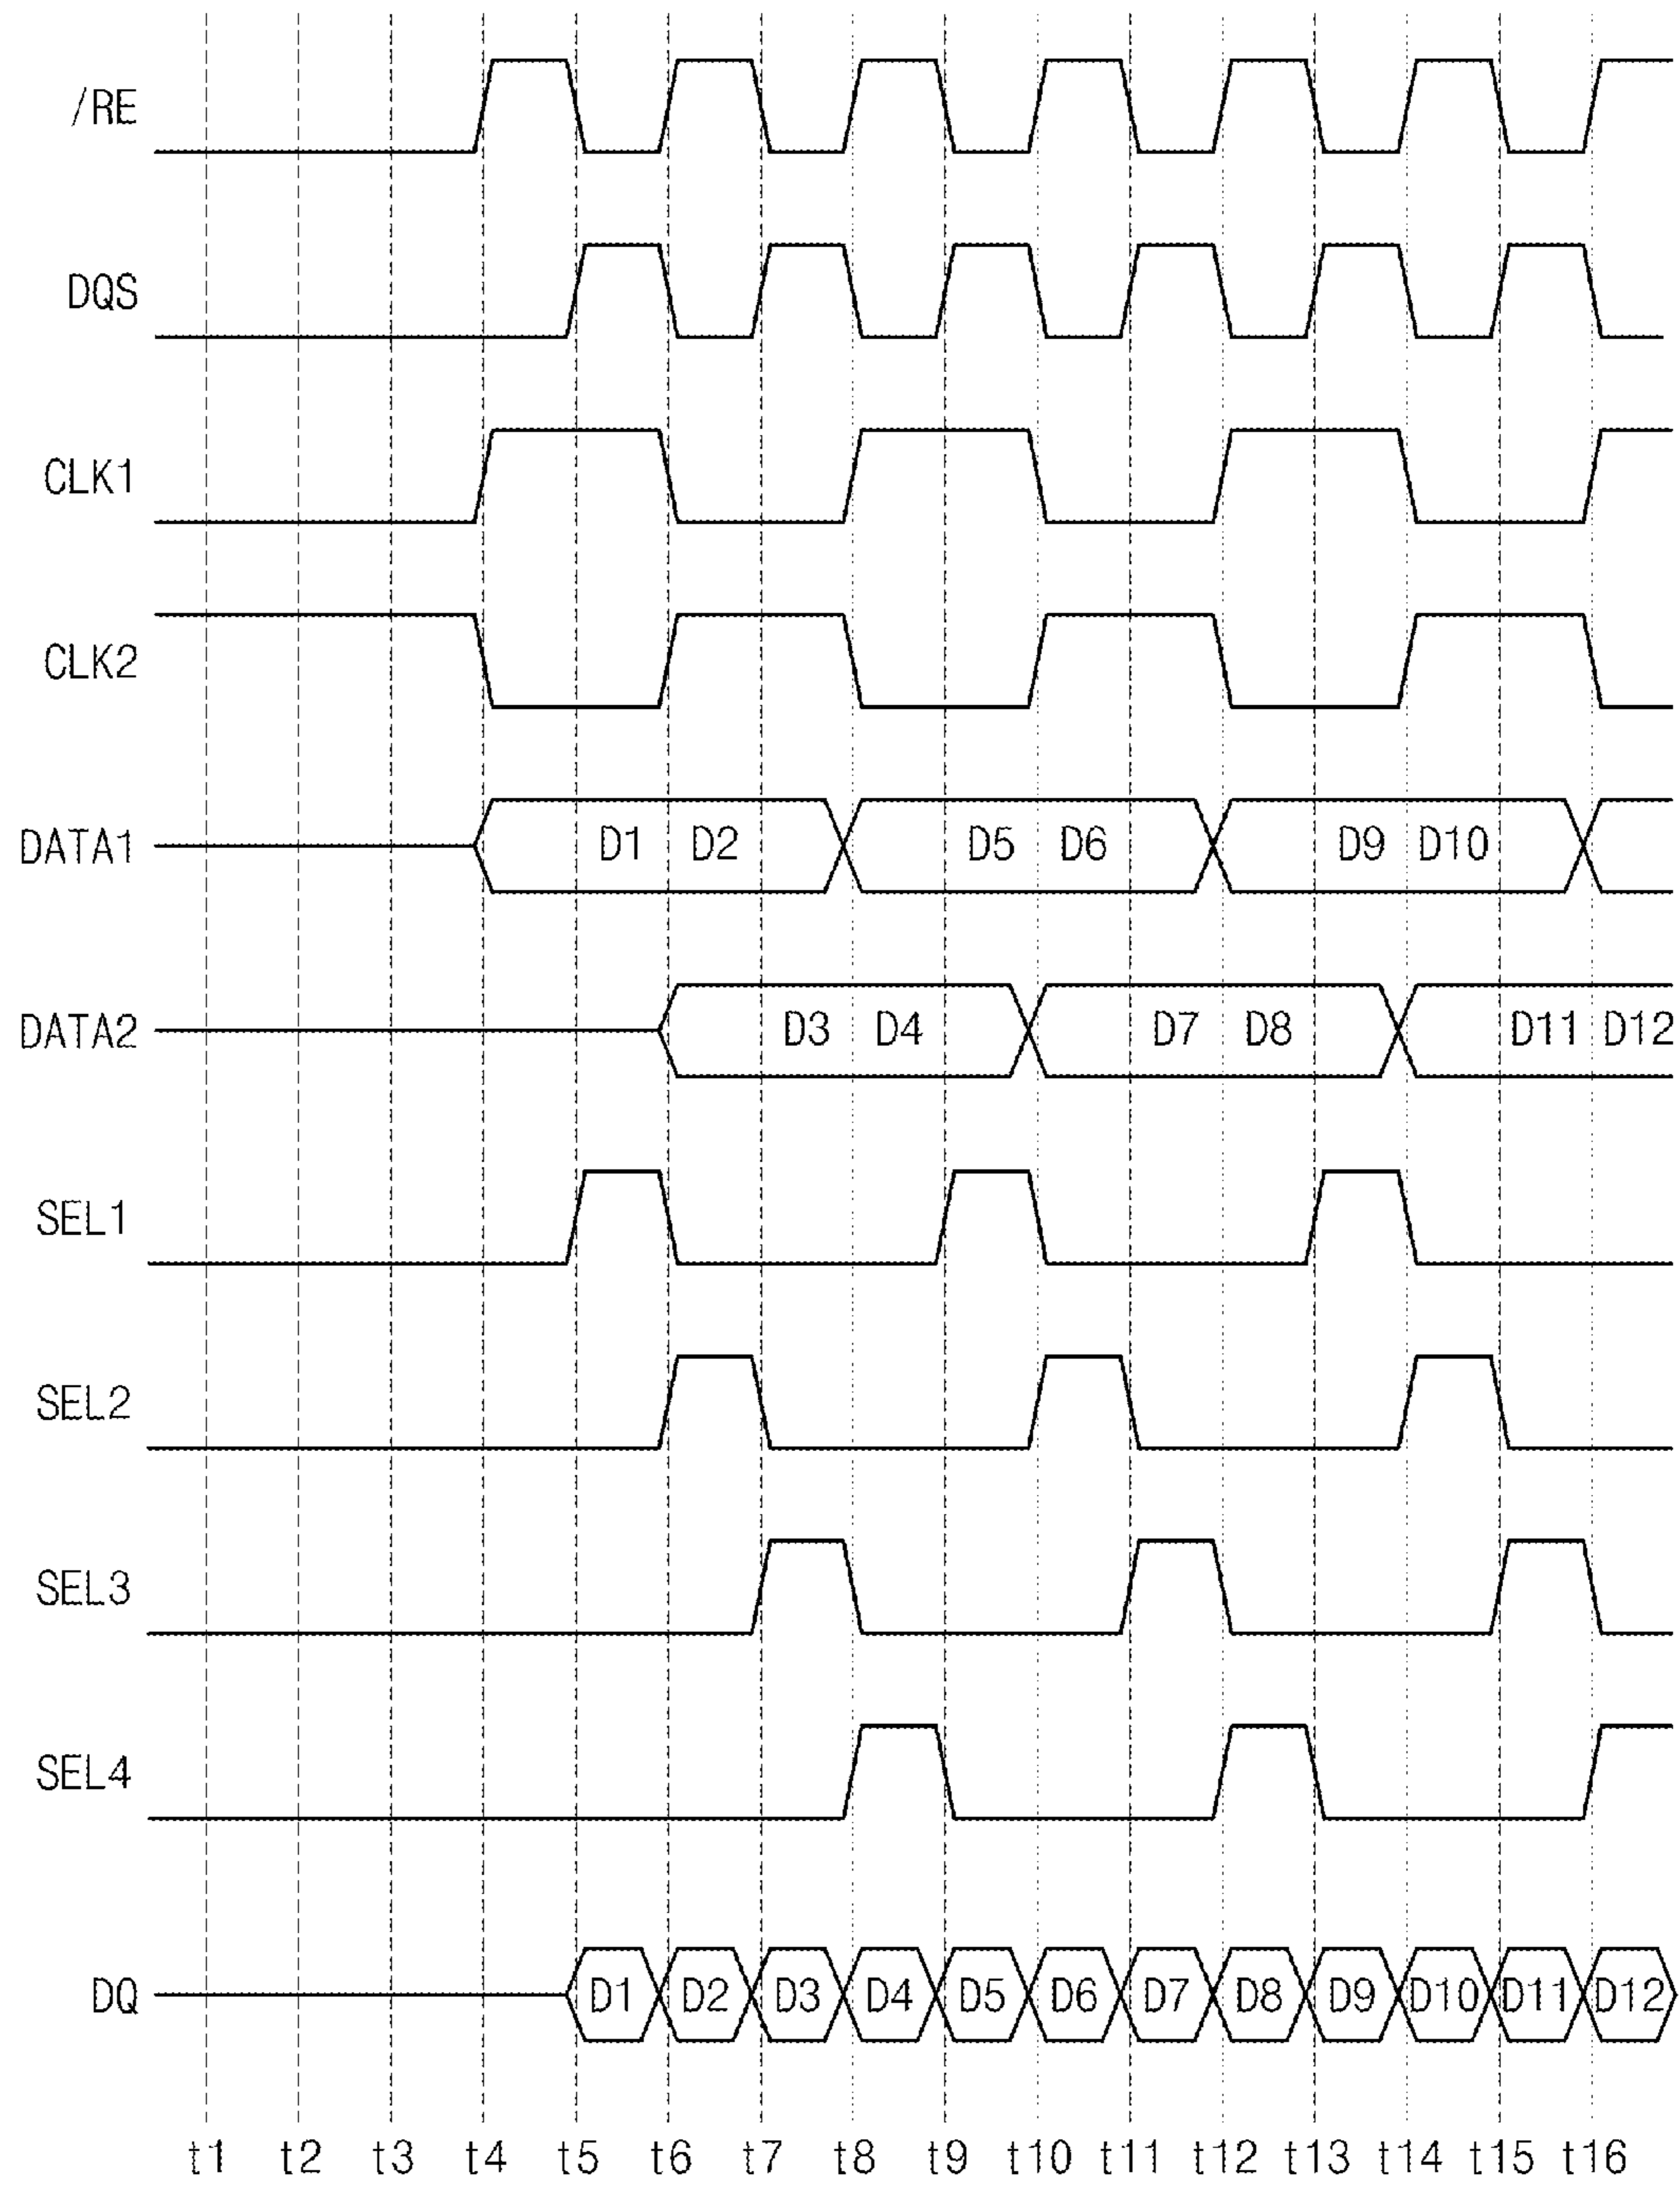 /RE
DQS
CLK1
CLK2
DATA1 D1 D2 D5 D6 D9 D10
DATA2 D3 D4 D7 D8 D11 D12
SEL1
SEL2
SEL3
SEL4
DQ D1 D2 D3 D4 D5 D6 D7 D8 D9 D10 D11 D12
t1 t2 t3 t4 t5 t6 t7 t8 t9 t10 t11 t12 t13 t14 t15 t16